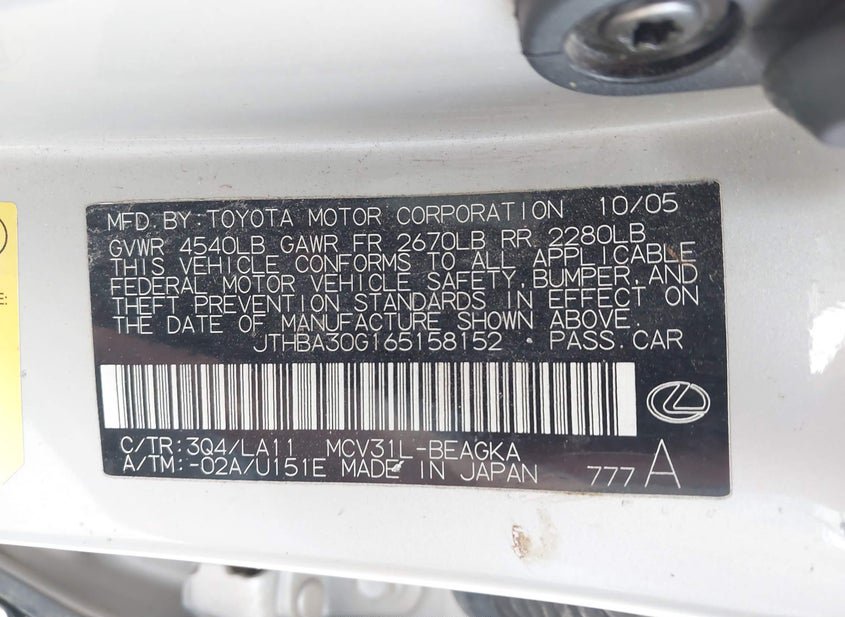 MFD.BY:TOYOTA MOTOR CORPORATION 10/05
GVWR 4540LB GAWR FR 2670LB RR 2280LB
THIS VEHICLE CONFORMS TO ALL APPLICABLE
FEDERAL MOTOR VEHICLE SAFETY,BUMPER,AND
THEFT PREVENTION STANDARDS IN EFFECT ON
THE DATE OF MANUFACTURE SHOWN ABOVE.
JTHBA30G165158152 PASS.CAR
C/TR:3Q4/LA11 MCV31L-BEAGKA
A/TM:-02A/U151E MADE IN JAPAN 777 A
E: